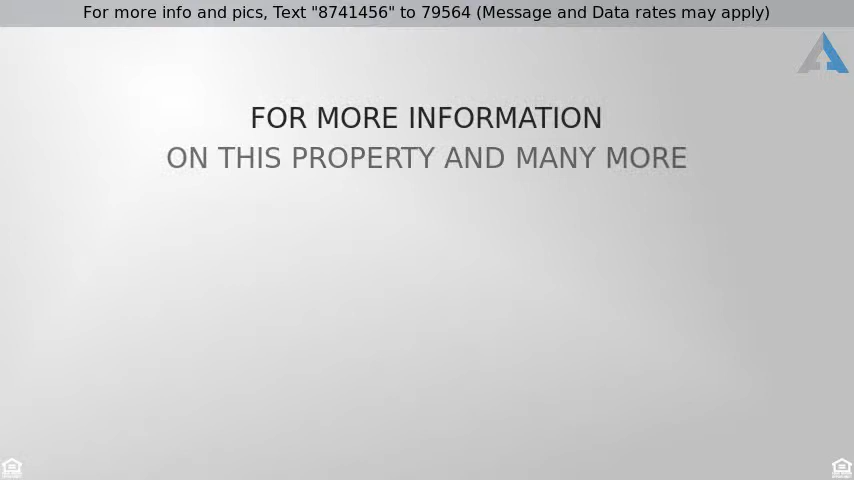 For more info and pics, Text "8741456" to 79564 (Message and Data rates may apply)
FOR MORE INFORMATION
ON THIS PROPERTY AND MANY MORE